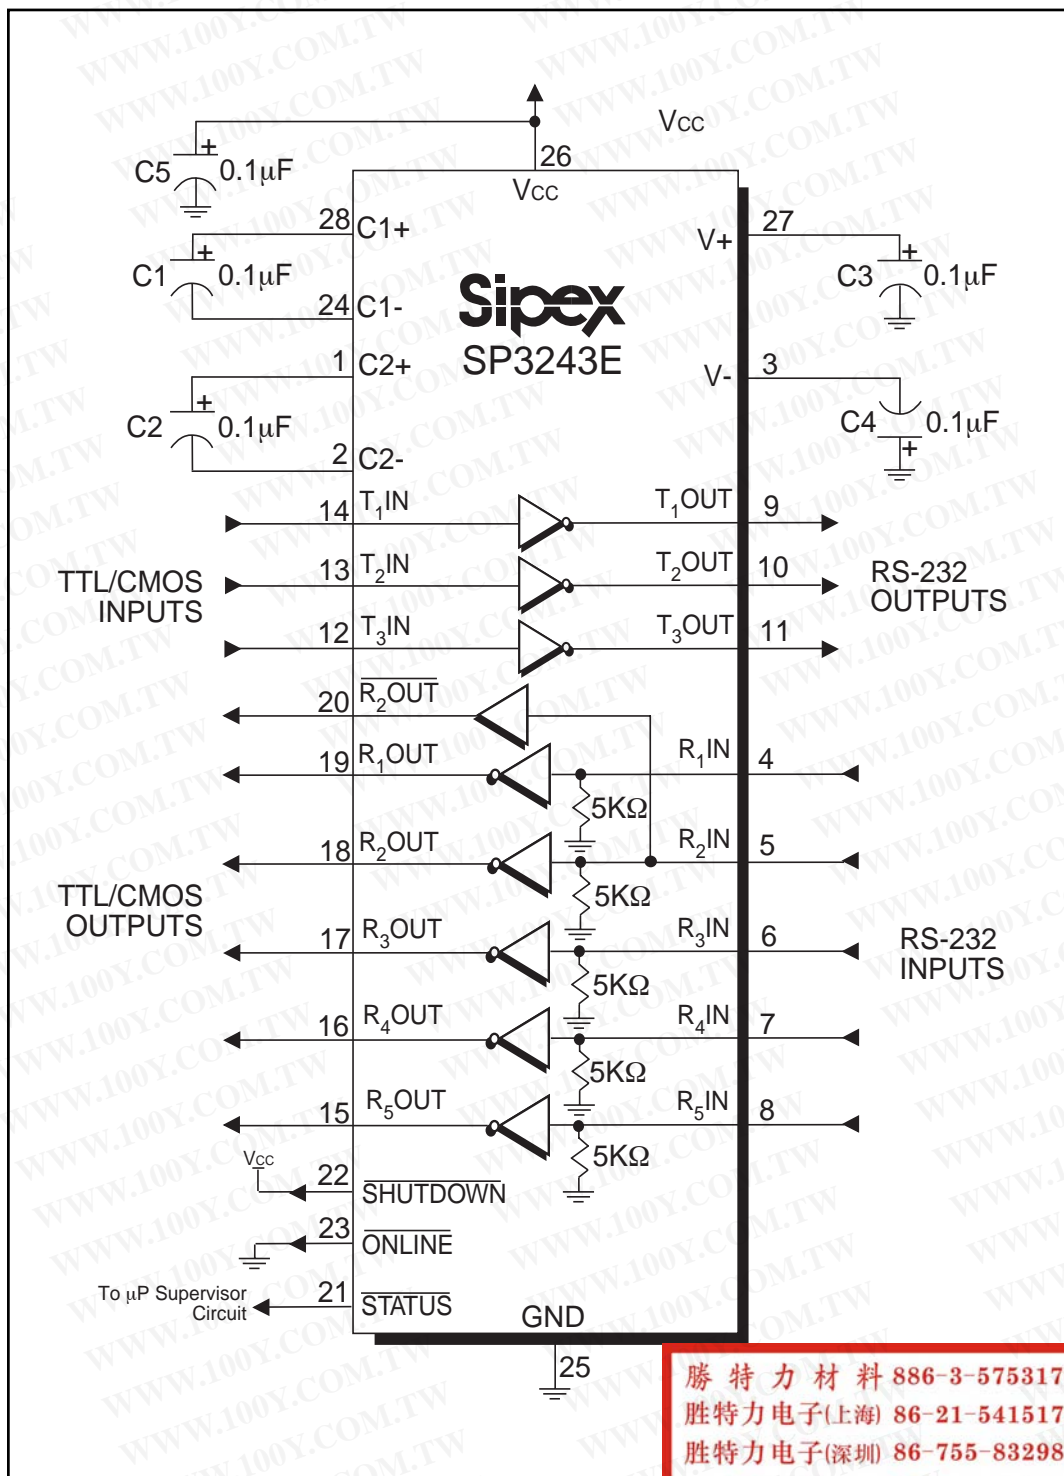 VCC
26
VCC
C5
+
0.1µF
28
C1+
C1
+
0.1µF
24
C1-
V+
27
C3
+
0.1µF
Sipex
SP3243E
1
C2+
C2
+
0.1µF
2
C2-
V-
3
C4
0.1µF
+
14
T1IN
T1OUT
9
13
T2IN
T2OUT
10
12
T3IN
T3OUT
11
TTL/CMOS
INPUTS
RS-232
OUTPUTS
20
R2OUT
19
R1OUT
R1IN
4
5KΩ
18
R2OUT
R2IN
5
5KΩ
TTL/CMOS
OUTPUTS
17
R3OUT
R3IN
6
5KΩ
RS-232
INPUTS
16
R4OUT
R4IN
7
5KΩ
15
R5OUT
R5IN
8
5KΩ
VCC
22
SHUTDOWN
23
ONLINE
To µP Supervisor
Circuit
21
STATUS
GND
25
勝特力材料 886-3-575317
胜特力电子(上海) 86-21-541517
胜特力电子(深圳) 86-755-83298
WWW.100Y.COM.TW